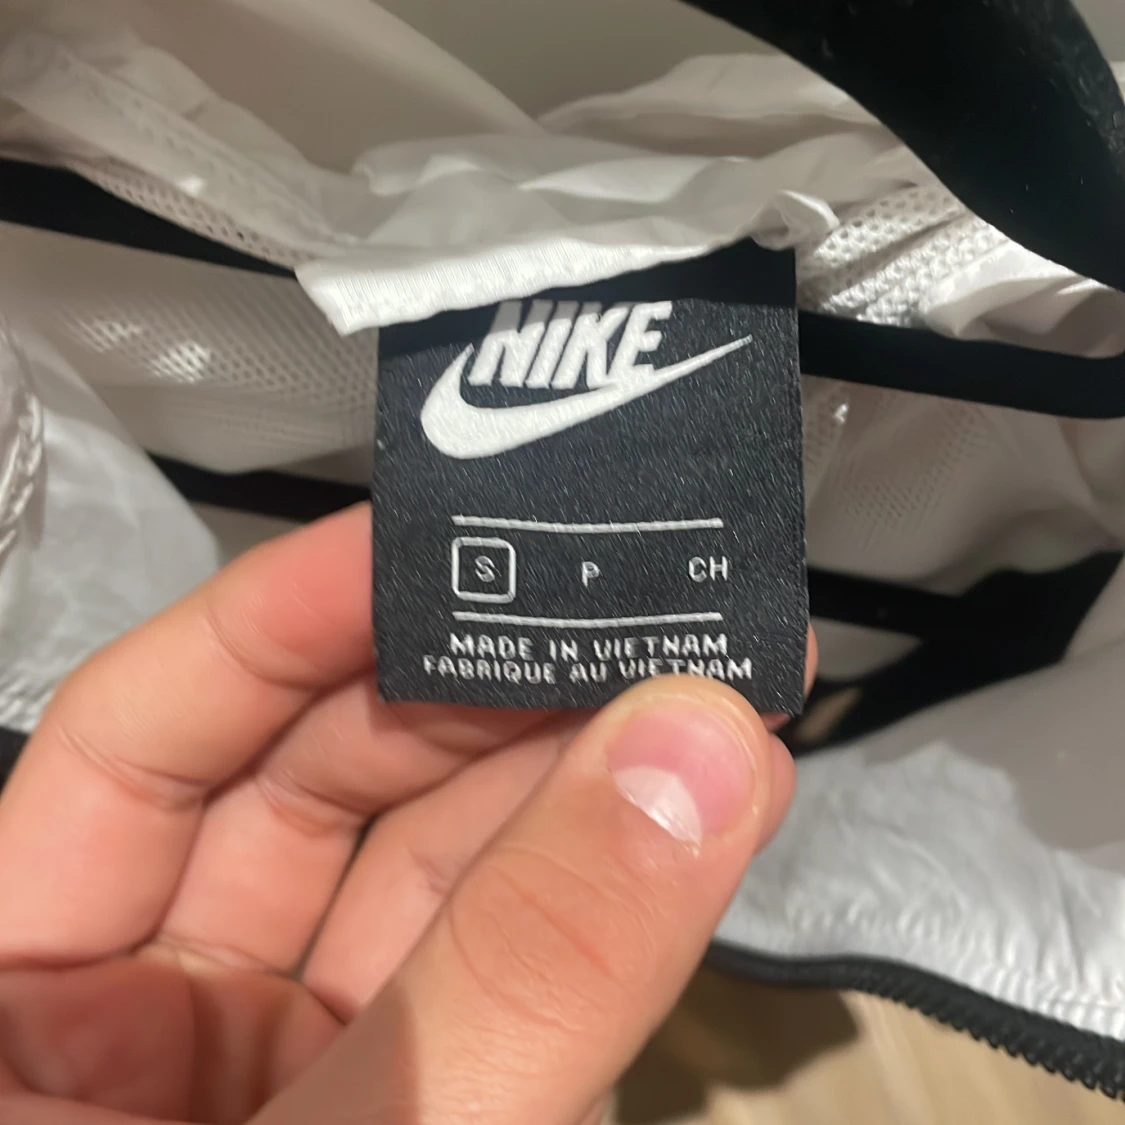 NIKE
S P CH
MADE IN VIETNAM
FABRIQUE AU VIETNAM